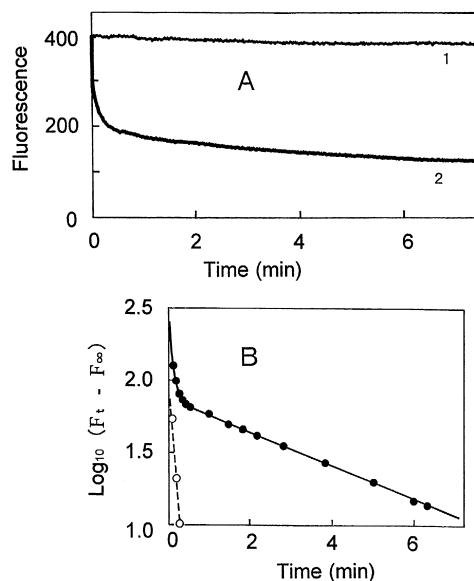 400
200
0
Fluorescence
A
1
2
0 2 4 6
Time (min)
2.5
2.0
1.5
1.0
Log₁₀ (Fₜ - F∞)
B
0 2 4 6
Time (min)